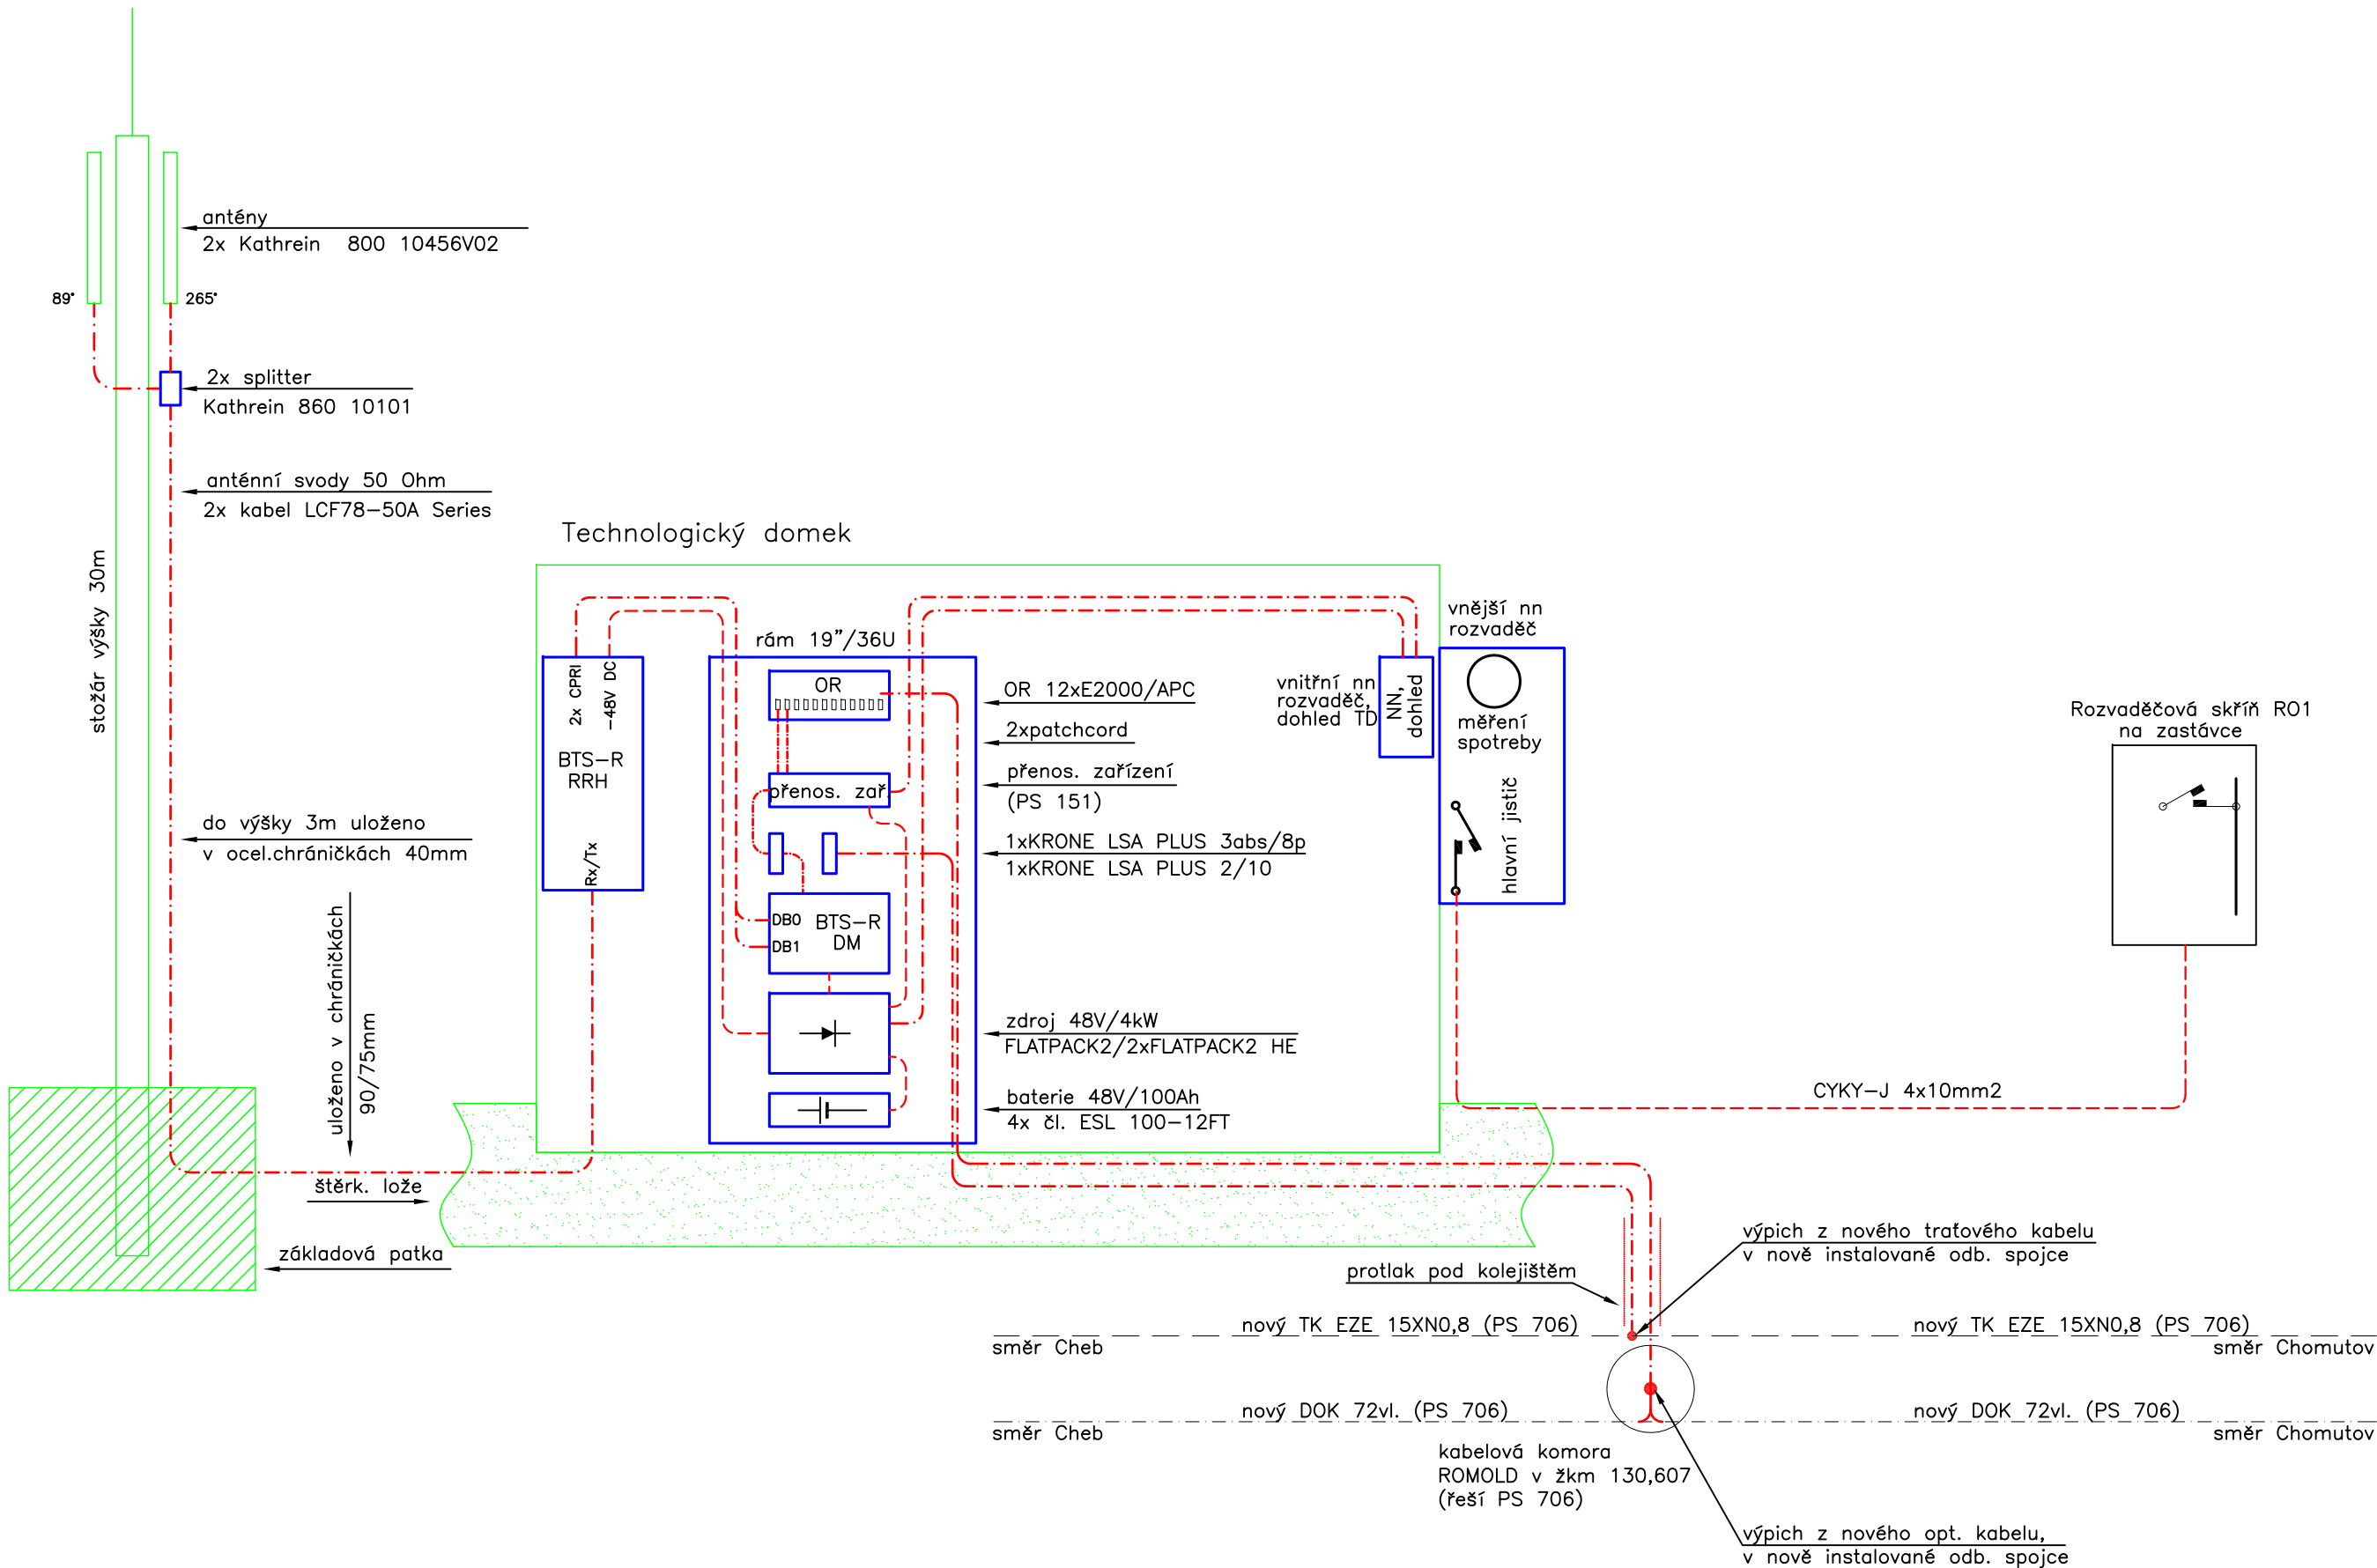 antény
2x Kathrein 800 10456V02
89°
265°
2x splitter
Kathrein 860 10101
anténní svody 50 Ohm
2x kabel LCF78-50A Series
stožár výšky 30m
do výšky 3m uloženo
v ocel.chráničkách 40mm
uloženo v chráničkách
90/75mm
štěrk. lože
základová patka
Technologický domek
2x CPRI
-48V DC
BTS-R
RRH
Rx/Tx
rám 19"/36U
OR
přenos. zař.
DB0
DB1
BTS-R
DM
OR 12xE2000/APC
2xpatchcord
přenos. zařízení
(PS 151)
1xKRONE LSA PLUS 3abs/8p
1xKRONE LSA PLUS 2/10
zdroj 48V/4kW
FLATPACK2/2xFLATPACK2 HE
baterie 48V/100Ah
4x čl. ESL 100-12FT
vnitřní nn
rozvaděč,
dohled TD
NN,
dohled
vnější nn
rozvaděč
měření
spotreby
hlavní jistič
Rozvaděčová skříň RO1
na zastávce
CYKY-J 4x10mm2
výpich z nového traťového kabelu
v nově instalované odb. spojce
protlak pod kolejištěm
nový TK EZE 15XN0,8 (PS 706)
nový TK EZE 15XN0,8 (PS 706)
směr Cheb
směr Chomutov
nový DOK 72vl. (PS 706)
nový DOK 72vl. (PS 706)
směr Cheb
směr Chomutov
kabelová komora
ROMOLD v žkm 130,607
(řeší PS 706)
výpich z nového opt. kabelu,
v nově instalované odb. spojce